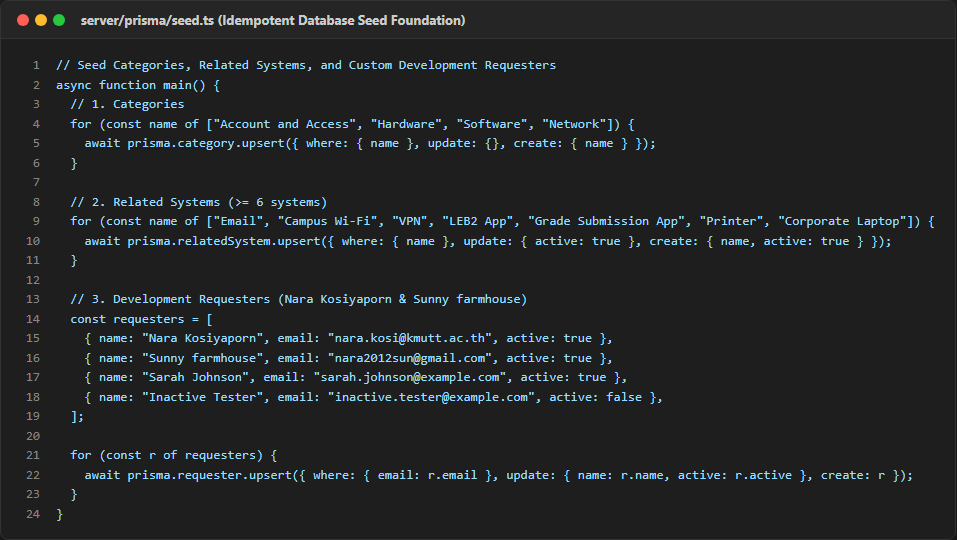 server/prisma/seed.ts (Idempotent Database Seed Foundation)
1 // Seed Categories, Related Systems, and Custom Development Requesters
2 async function main() {
3   // 1. Categories
4   for (const name of ["Account and Access", "Hardware", "Software", "Network"]) {
5     await prisma.category.upsert({ where: { name }, update: {}, create: { name } });
6   }
7
8   // 2. Related Systems (>= 6 systems)
9   for (const name of ["Email", "Campus Wi-Fi", "VPN", "LEB2 App", "Grade Submission App", "Printer", "Corporate Laptop"]) {
10     await prisma.relatedSystem.upsert({ where: { name }, update: { active: true }, create: { name, active: true } });
11   }
12
13   // 3. Development Requesters (Nara Kosiyaporn & Sunny farmhouse)
14   const requesters = [
15     { name: "Nara Kosiyaporn", email: "nara.kosi@kmutt.ac.th", active: true },
16     { name: "Sunny farmhouse", email: "nara2012sun@gmail.com", active: true },
17     { name: "Sarah Johnson", email: "sarah.johnson@example.com", active: true },
18     { name: "Inactive Tester", email: "inactive.tester@example.com", active: false },
19   ];
20
21   for (const r of requesters) {
22     await prisma.requester.upsert({ where: { email: r.email }, update: { name: r.name, active: r.active }, create: r });
23   }
24 }